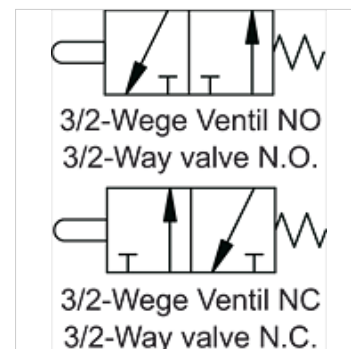 3/2-Wege Ventil NO
3/2-Way valve N.O.
3/2-Wege Ventil NC
3/2-Way valve N.C.